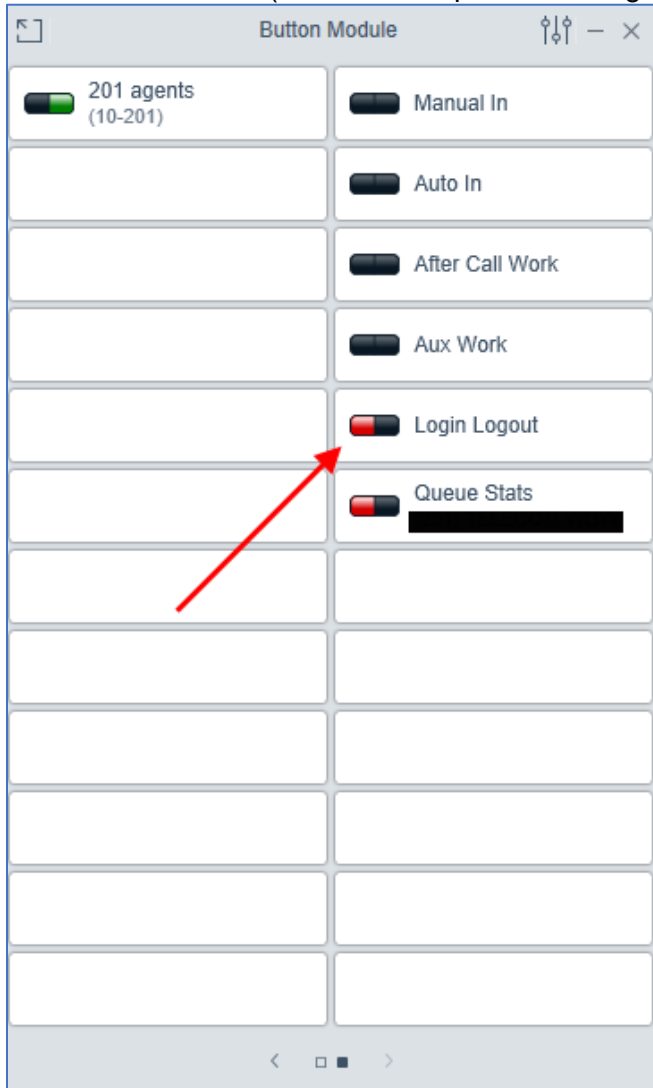 Button Module
201 agents
(10-201)
Manual In
Auto In
After Call Work
Aux Work
Login Logout
Queue Stats